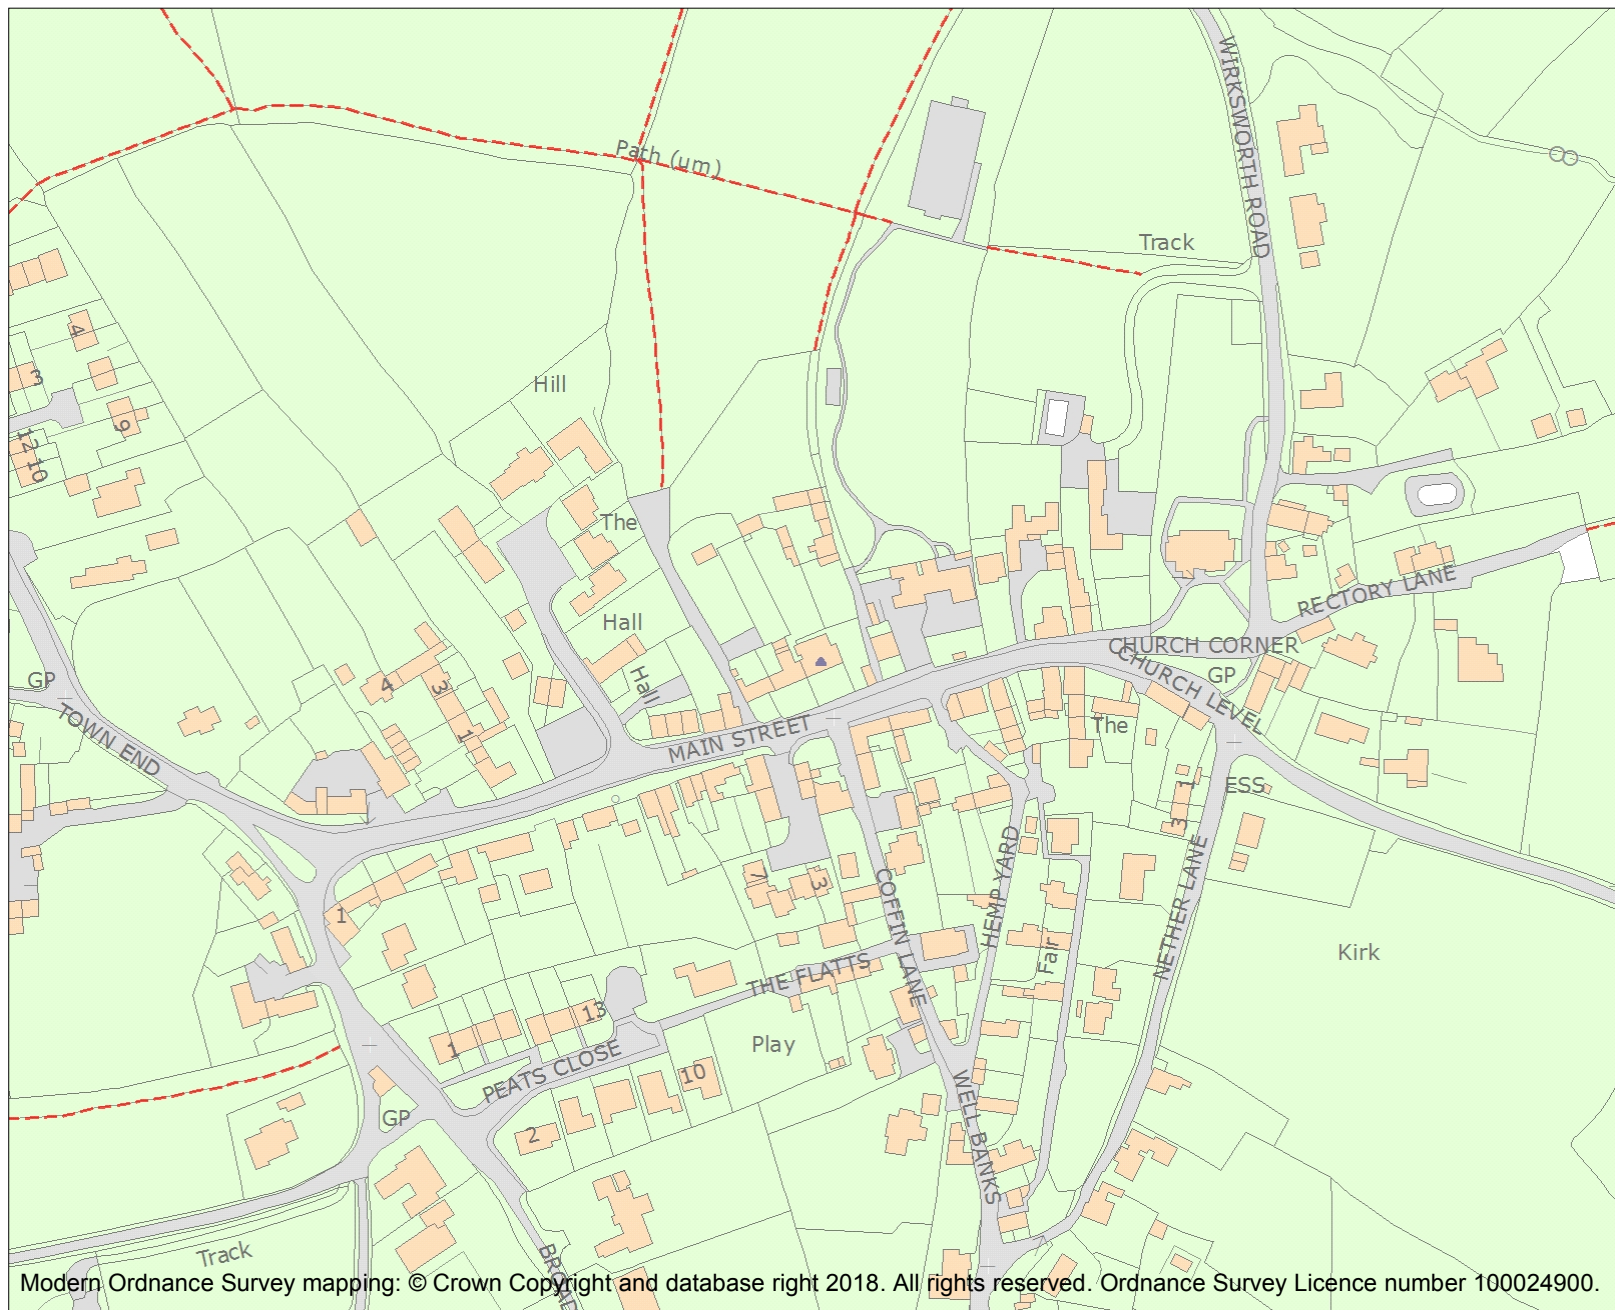 WIRKSWORTH ROAD
Path (um)
Track
4
3
Hill
9
12
10
The
Hall
RECTORY LANE
CHURCH CORNER
CHURCH LEVEL
GP
GP
4
3
Hall
1
TOWN END
MAIN STREET
The
ESS
1
3
7
3
COFFIN LANE
HEMP YARD
NETHER LANE
1
Fair
Kirk
THE FLATTS
13
1
PEATS CLOSE
Play
10
GP
2
WELL BANKS
Track
BROAD
Modern Ordnance Survey mapping: © Crown Copyright and database right 2018. All rights reserved. Ordnance Survey Licence number 100024900.